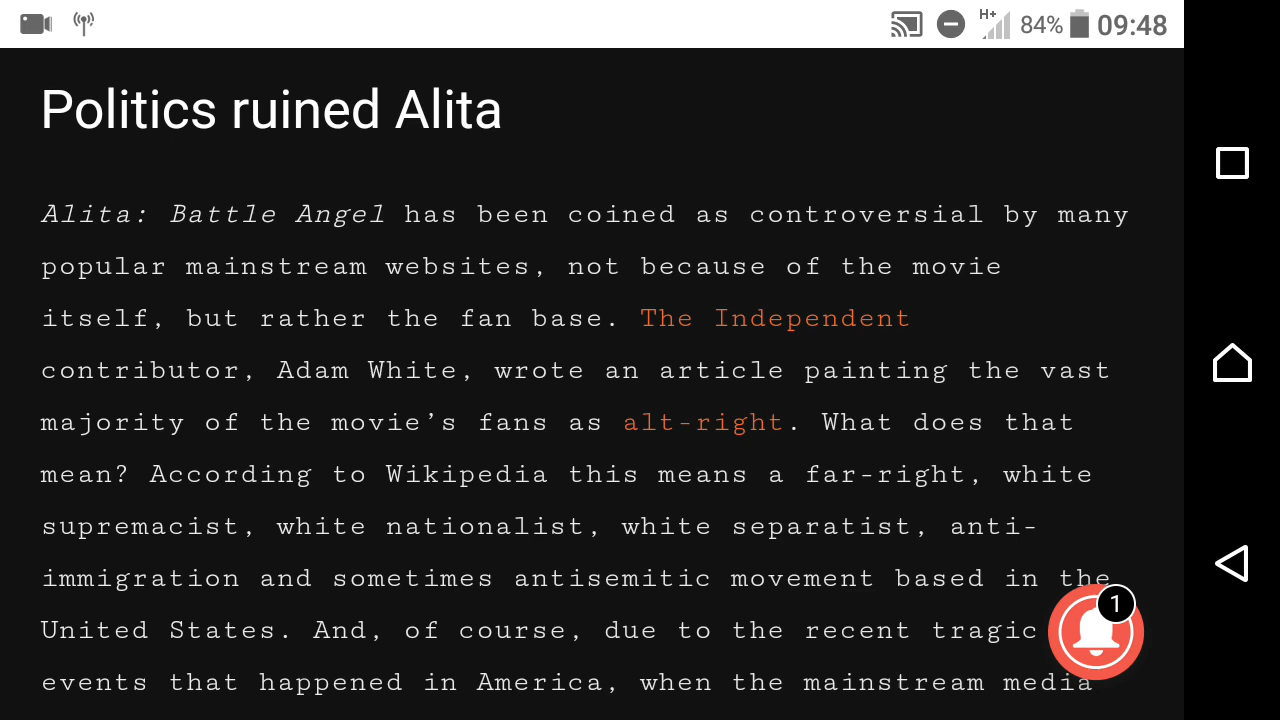 H+ 84% 09:48
Politics ruined Alita
Alita: Battle Angel has been coined as controversial by many
popular mainstream websites, not because of the movie
itself, but rather the fan base. The Independent
contributor, Adam White, wrote an article painting the vast
majority of the movie’s fans as alt-right. What does that
mean? According to Wikipedia this means a far-right, white
supremacist, white nationalist, white separatist, anti-
immigration and sometimes antisemitic movement based in the
1
United States. And, of course, due to the recent tragic
events that happened in America, when the mainstream media